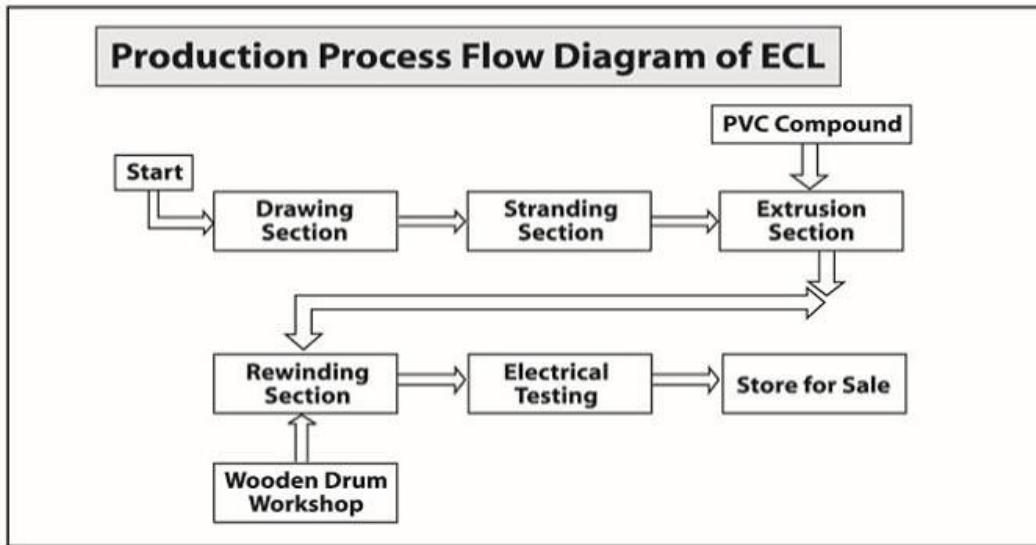 Production Process Flow Diagram of ECL
PVC Compound
Start
Drawing
Section
Stranding
Section
Extrusion
Section
Rewinding
Section
Electrical
Testing
Store for Sale
Wooden Drum
Workshop